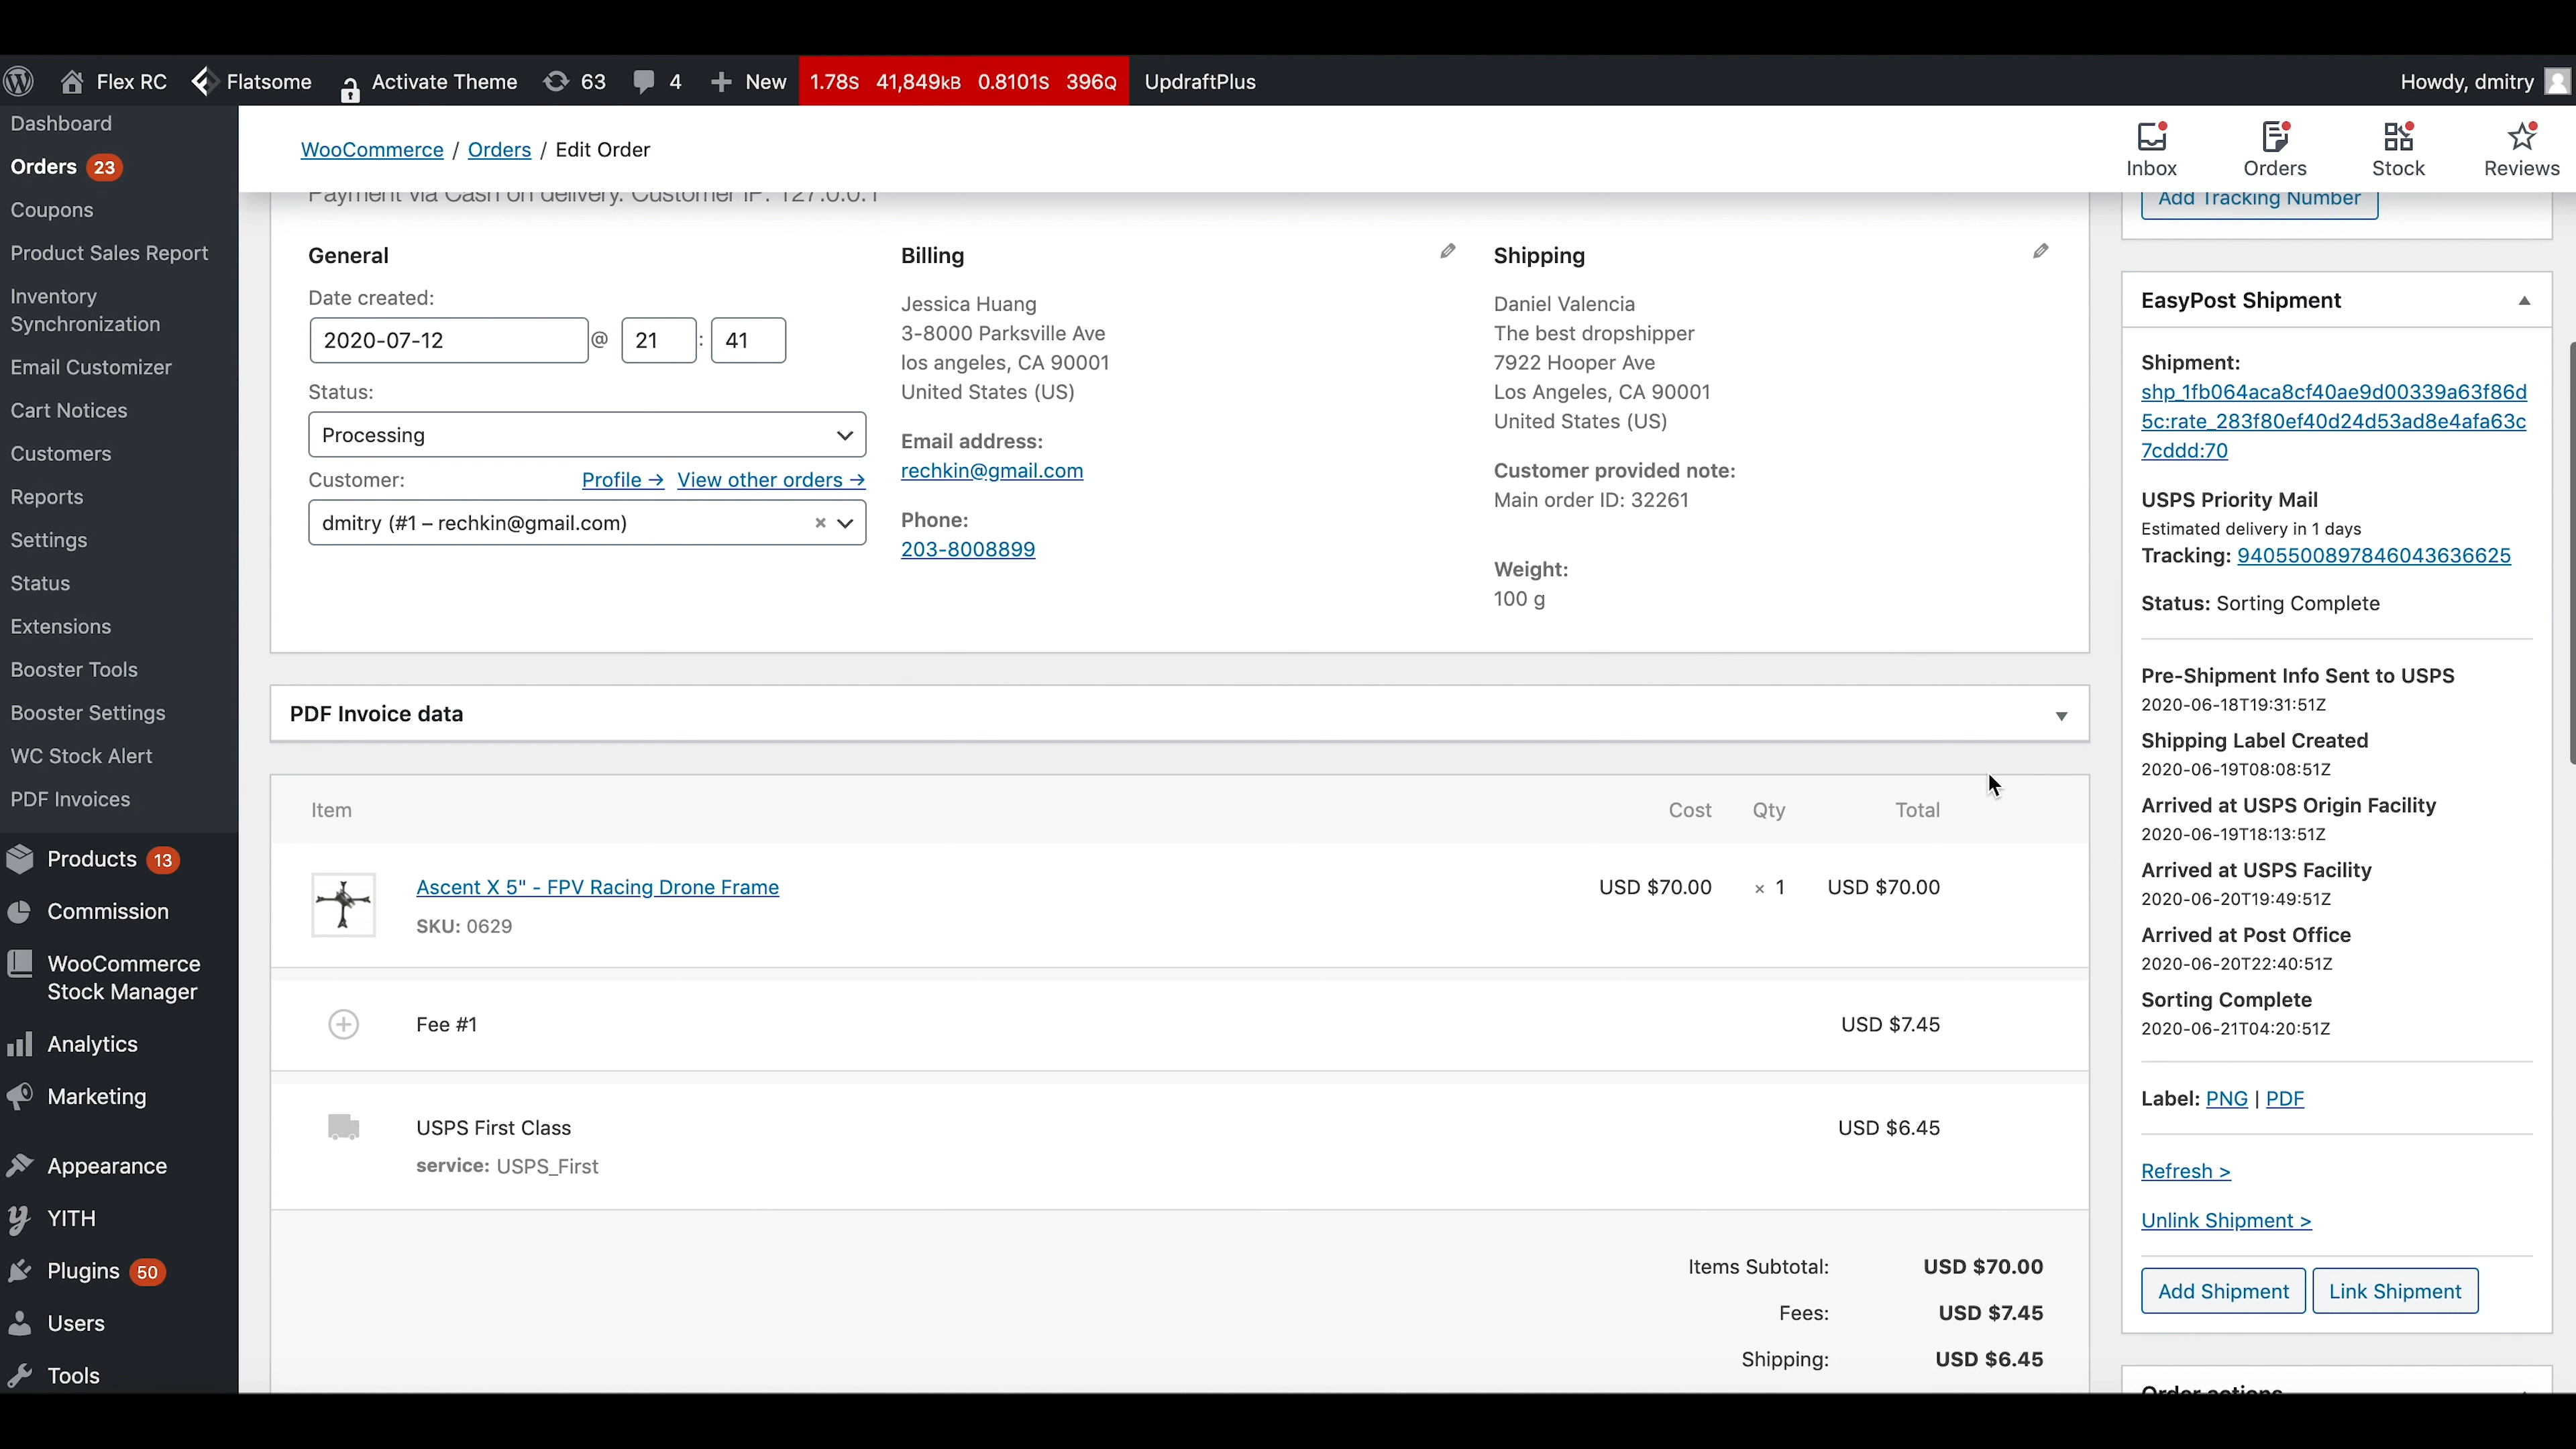 Flex RC Flatsome Activate Theme 63 4 New 1.78s 41,849kB 0.8101s 396Q UpdraftPlus Howdy, dmitry
Dashboard
Orders 23
Coupons
Product Sales Report
Inventory
Synchronization
Email Customizer
Cart Notices
Customers
Reports
Settings
Status
Extensions
Booster Tools
Booster Settings
WC Stock Alert
PDF Invoices
Products 13
Commission
WooCommerce
Stock Manager
Analytics
Marketing
Appearance
YITH
Plugins 50
Users
Tools
WooCommerce / Orders / Edit Order
Inbox Orders Stock Reviews
Payment via Cash on delivery. Customer IP: 127.0.0.1
General
Date created:
2020-07-12 @ 21 : 41
Status:
Processing
Customer: Profile → View other orders →
dmitry (#1 – rechkin@gmail.com) ×
Billing
Jessica Huang
3-8000 Parksville Ave
los angeles, CA 90001
United States (US)
Email address:
rechkin@gmail.com
Phone:
203-8008899
Shipping
Daniel Valencia
The best dropshipper
7922 Hooper Ave
Los Angeles, CA 90001
United States (US)
Customer provided note:
Main order ID: 32261
Weight:
100 g
PDF Invoice data
Item Cost Qty Total
Ascent X 5" - FPV Racing Drone Frame USD $70.00 × 1 USD $70.00
SKU: 0629
Fee #1 USD $7.45
USPS First Class USD $6.45
service: USPS_First
Items Subtotal: USD $70.00
Fees: USD $7.45
Shipping: USD $6.45
Add Tracking Number
EasyPost Shipment
Shipment:
shp_1fb064aca8cf40ae9d00339a63f86d
5c:rate_283f80ef40d24d53ad8e4afa63c
7cddd:70
USPS Priority Mail
Estimated delivery in 1 days
Tracking: 9405500897846043636625
Status: Sorting Complete
Pre-Shipment Info Sent to USPS
2020-06-18T19:31:51Z
Shipping Label Created
2020-06-19T08:08:51Z
Arrived at USPS Origin Facility
2020-06-19T18:13:51Z
Arrived at USPS Facility
2020-06-20T19:49:51Z
Arrived at Post Office
2020-06-20T22:40:51Z
Sorting Complete
2020-06-21T04:20:51Z
Label: PNG | PDF
Refresh >
Unlink Shipment >
Add Shipment Link Shipment
Order actions